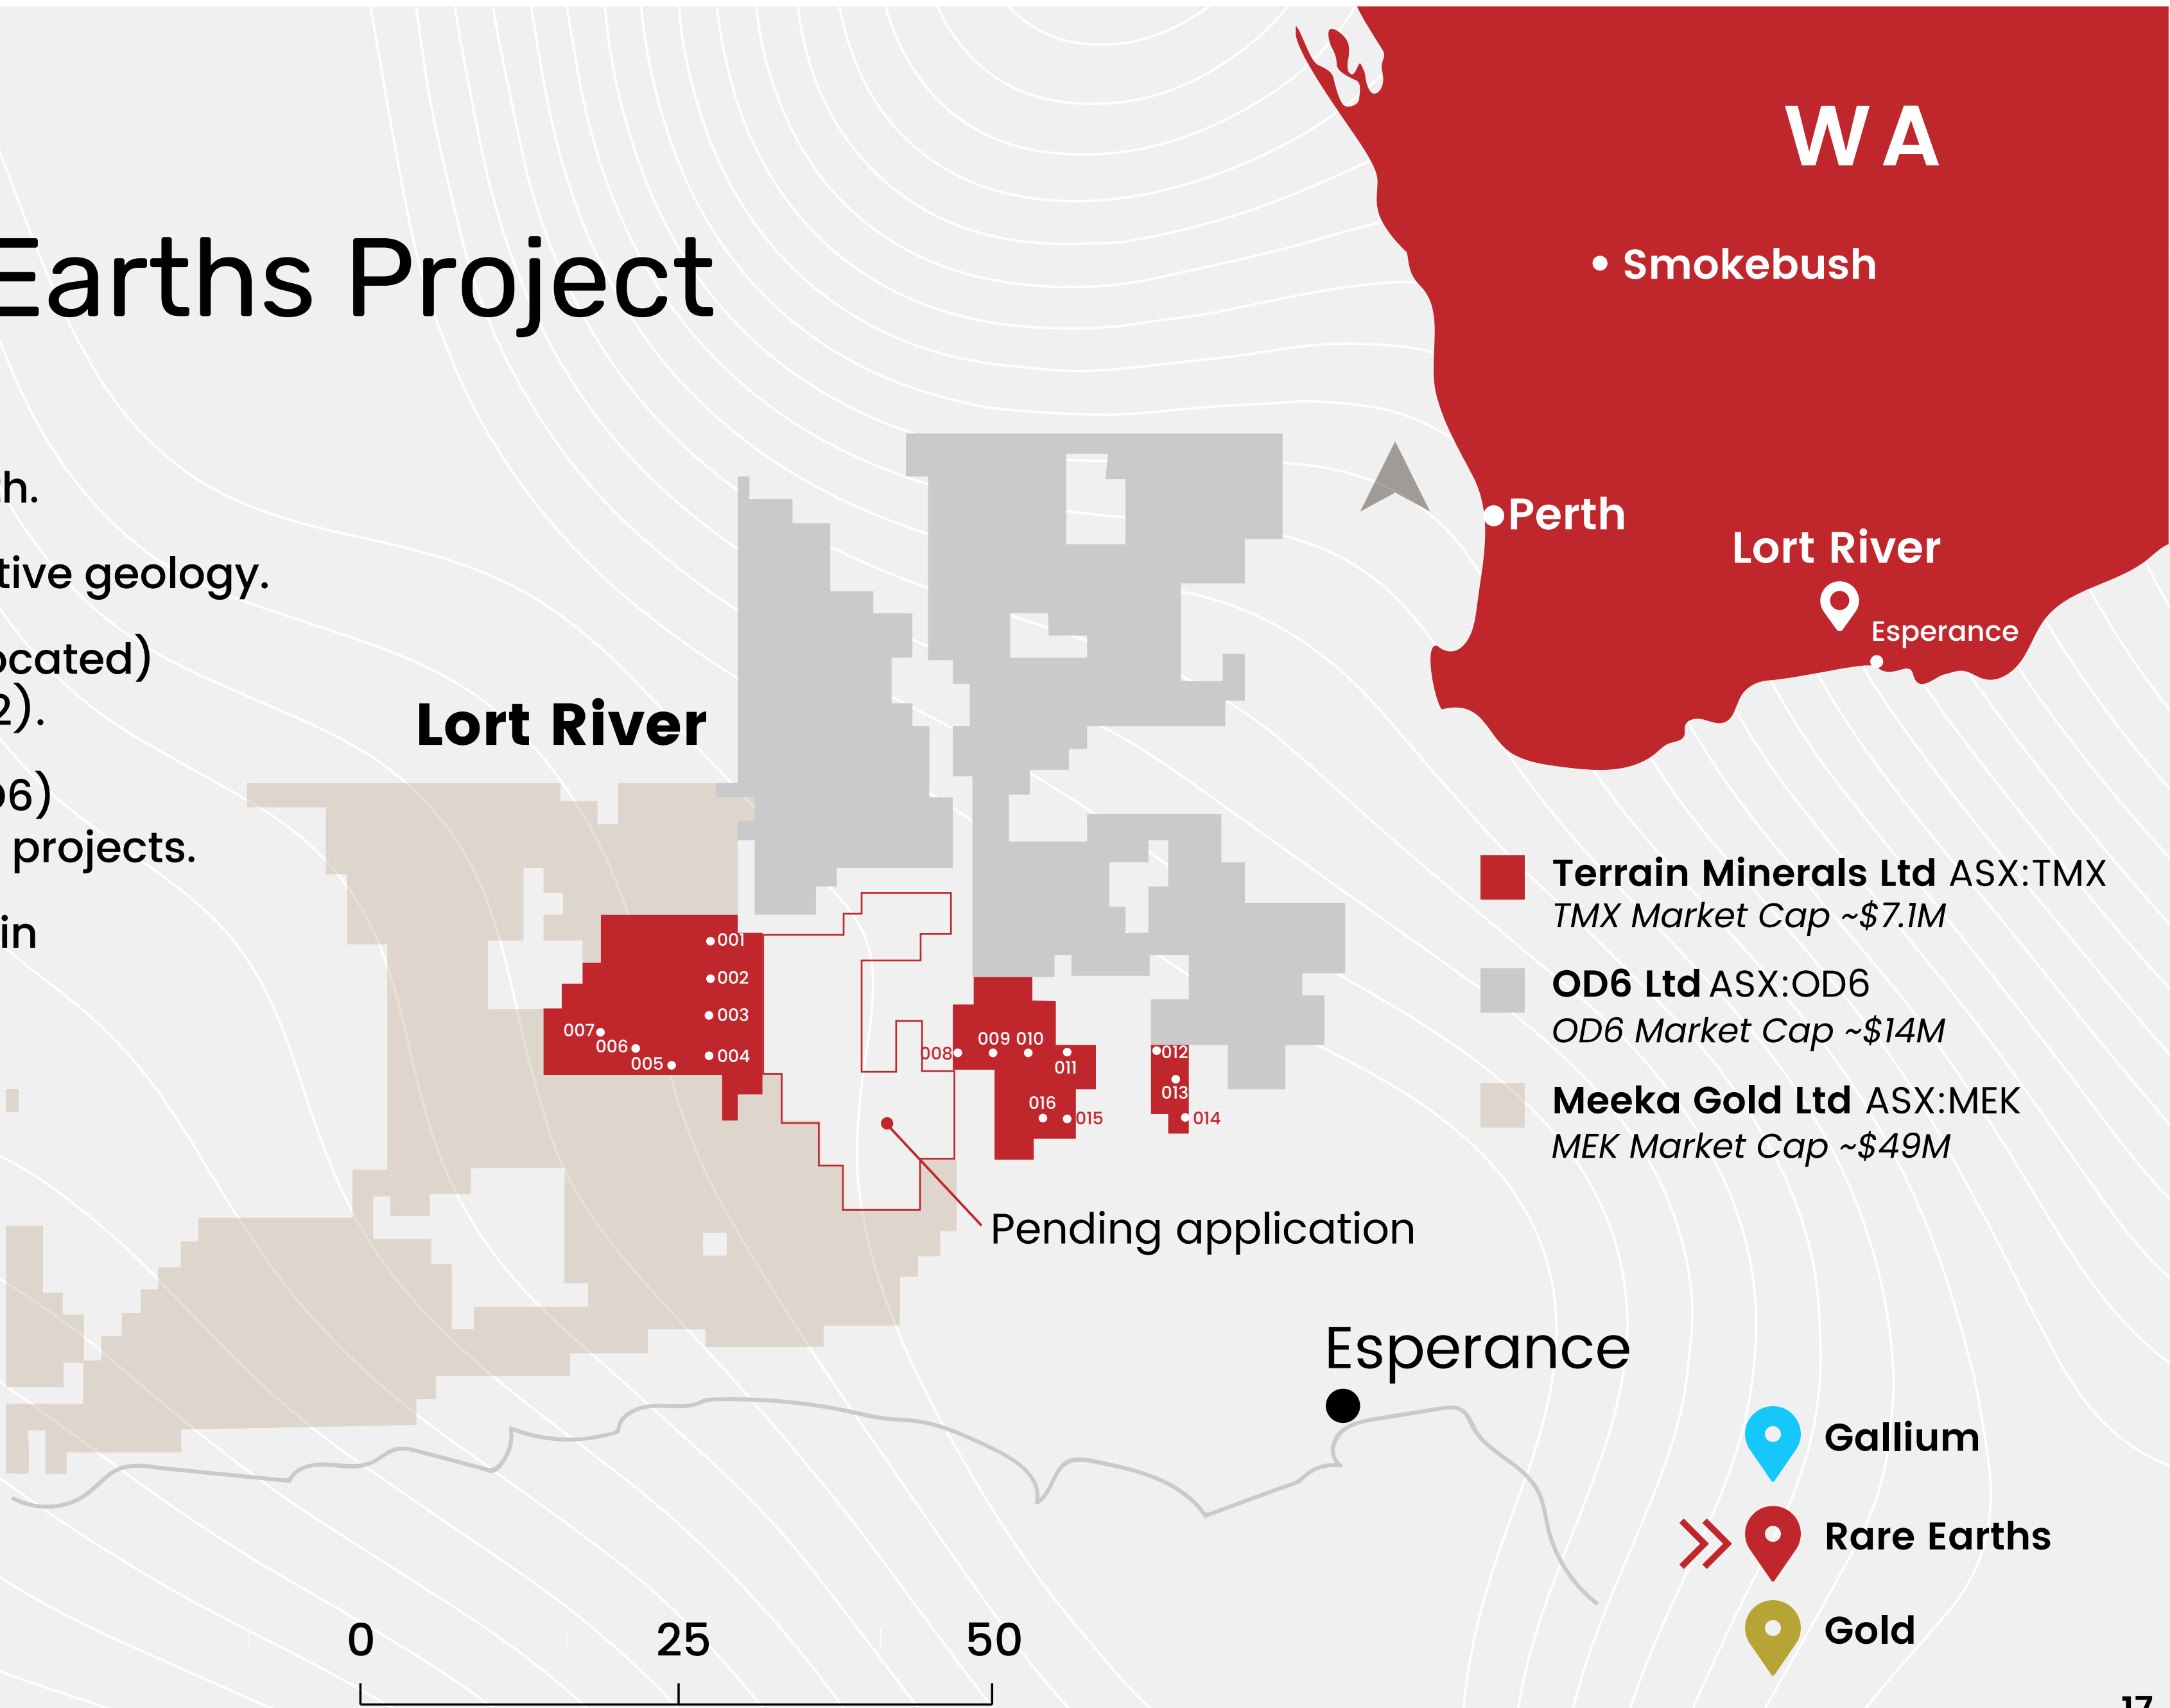 Earths Project
h.
tive geology.
ocated)
2).
06)
projects.
in
WA
Smokebush
Perth
Lort River
Esperance
Lort River
001
002
003
004
005
006
007
008
009 010
011
012
013
014
015
016
Pending application
Terrain Minerals Ltd ASX:TMX
TMX Market Cap ~$7.1M
OD6 Ltd ASX:OD6
OD6 Market Cap ~$14M
Meeka Gold Ltd ASX:MEK
MEK Market Cap ~$49M
Esperance
Gallium
Rare Earths
Gold
0 25 50
17